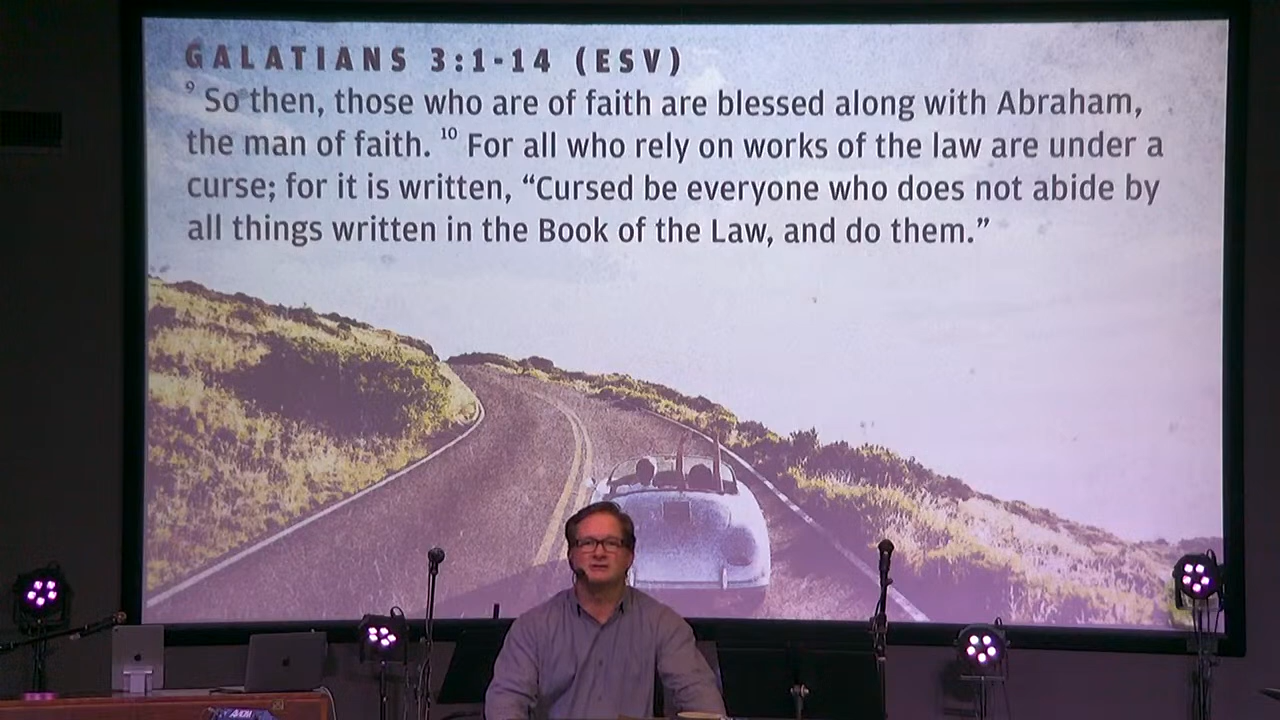 GALATIANS 3:1-14 (ESV)
⁹ So then, those who are of faith are blessed along with Abraham,
the man of faith. ¹⁰ For all who rely on works of the law are under a
curse; for it is written, “Cursed be everyone who does not abide by
all things written in the Book of the Law, and do them.”